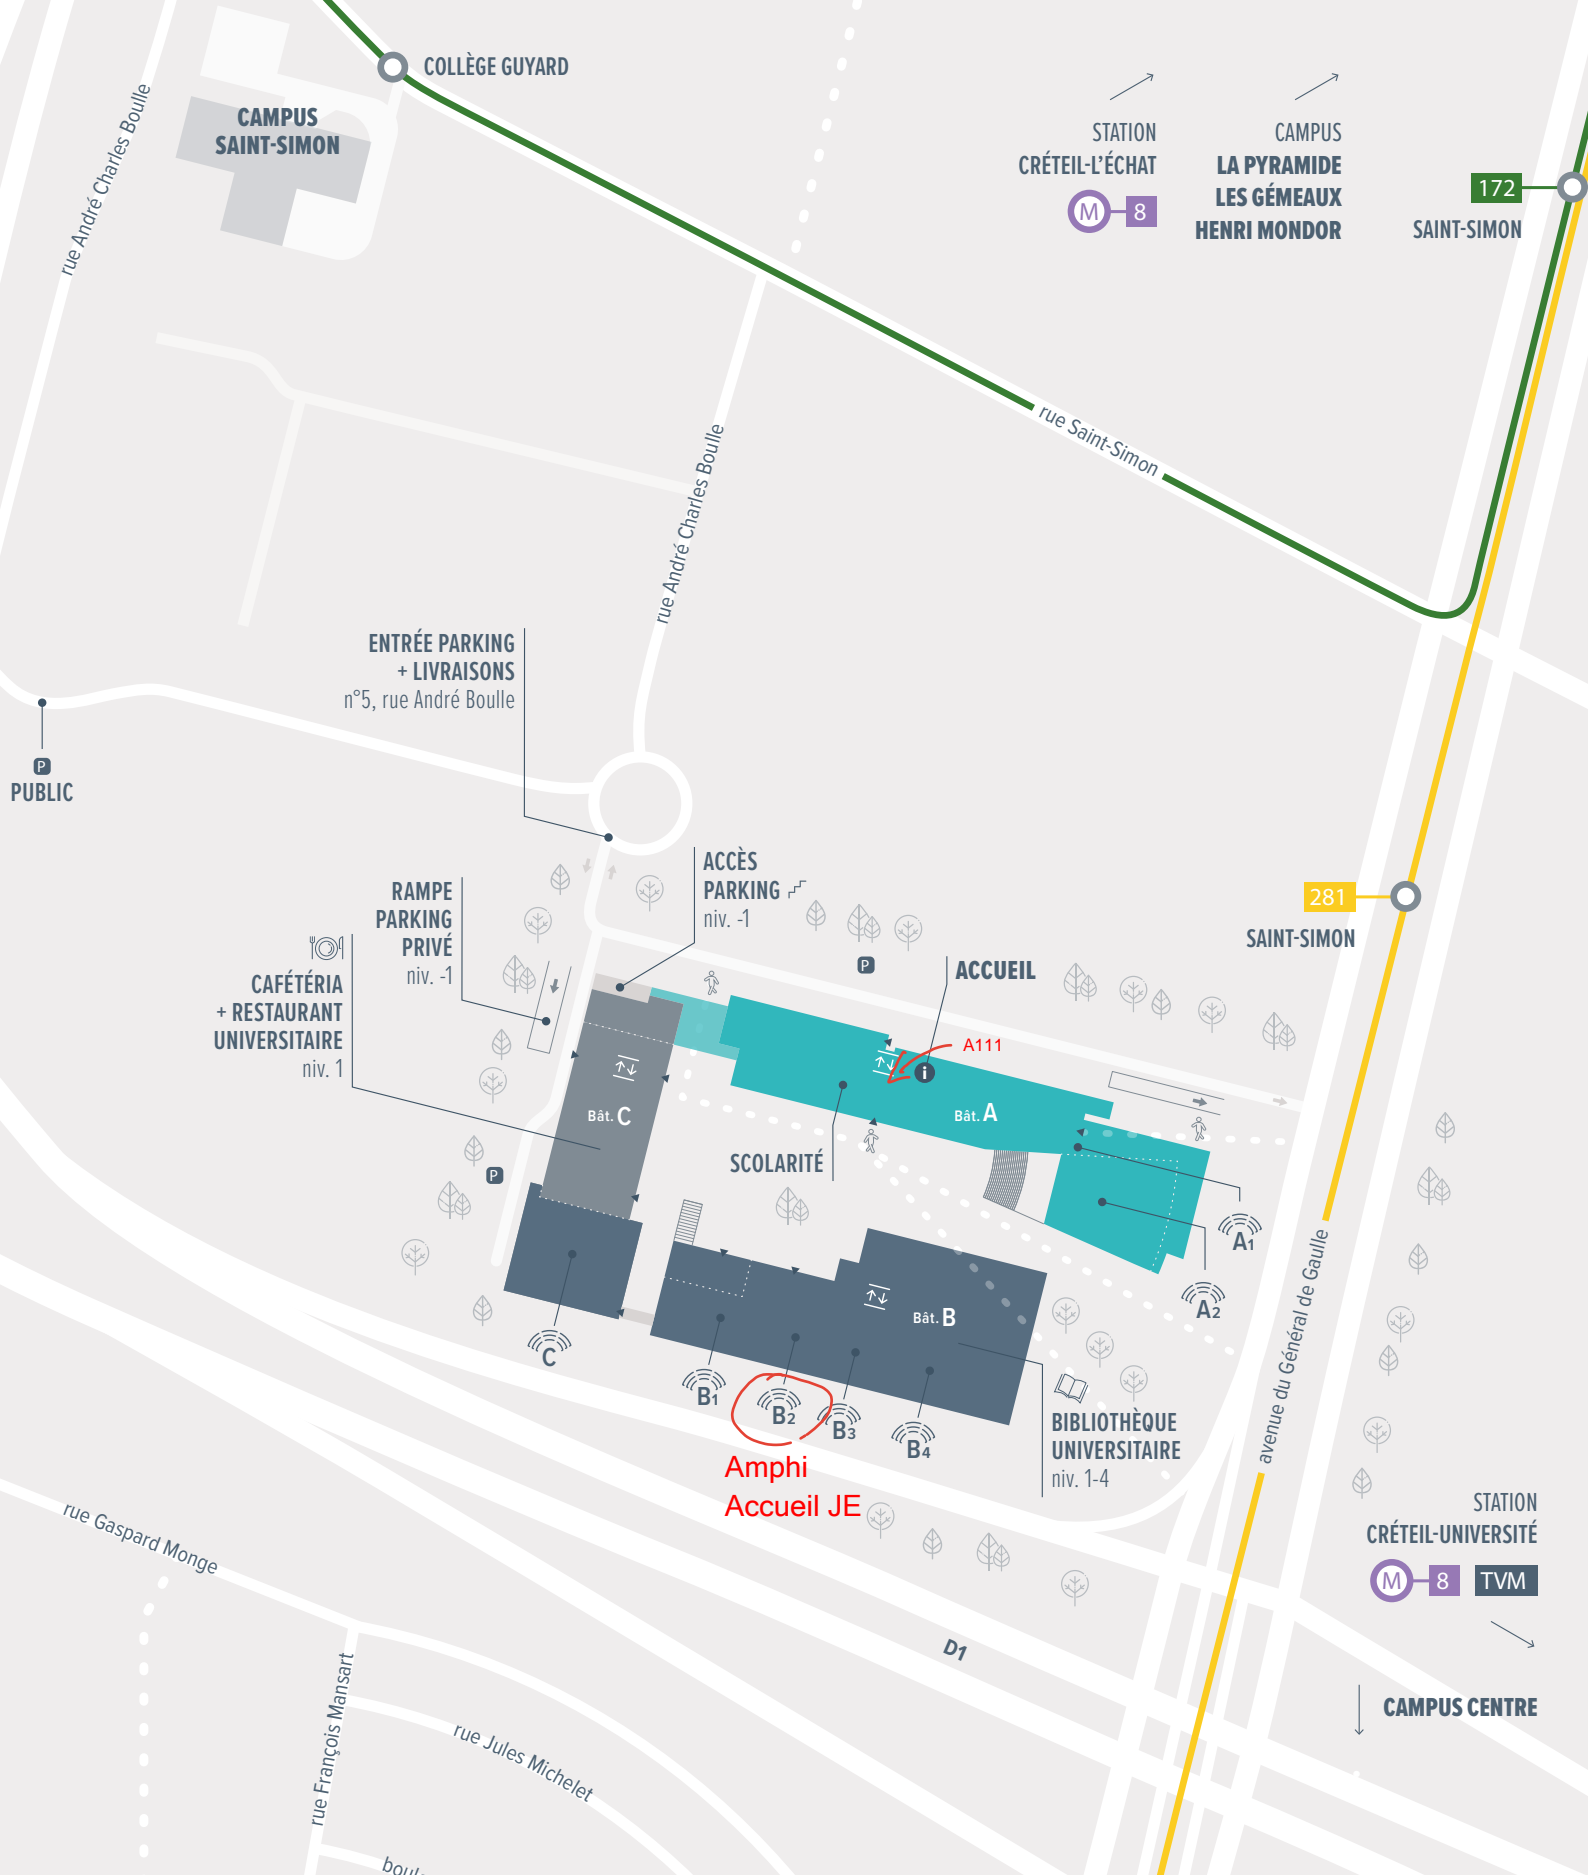 COLLÈGE GUYARD
CAMPUS
SAINT-SIMON
rue André Charles Boulle
STATION
CRÉTEIL-L'ÉCHAT
M 8
CAMPUS
LA PYRAMIDE
LES GÉMEAUX
HENRI MONDOR
172
SAINT-SIMON
rue Saint-Simon
rue André Charles Boulle
ENTRÉE PARKING
+ LIVRAISONS
n°5, rue André Boulle
P
PUBLIC
ACCÈS
PARKING
niv. -1
RAMPE
PARKING
PRIVÉ
niv. -1
281
SAINT-SIMON
CAFÉTÉRIA
+ RESTAURANT
UNIVERSITAIRE
niv. 1
P
ACCUEIL
A111
i
Bât. C
Bât. A
SCOLARITÉ
P
A1
A2
Bât. B
C
B1
B2
B3
B4
Amphi
Accueil JE
BIBLIOTHÈQUE
UNIVERSITAIRE
niv. 1-4
avenue du Général de Gaulle
STATION
CRÉTEIL-UNIVERSITÉ
M 8 TVM
rue Gaspard Monge
D1
CAMPUS CENTRE
rue François Mansart
rue Jules Michelet